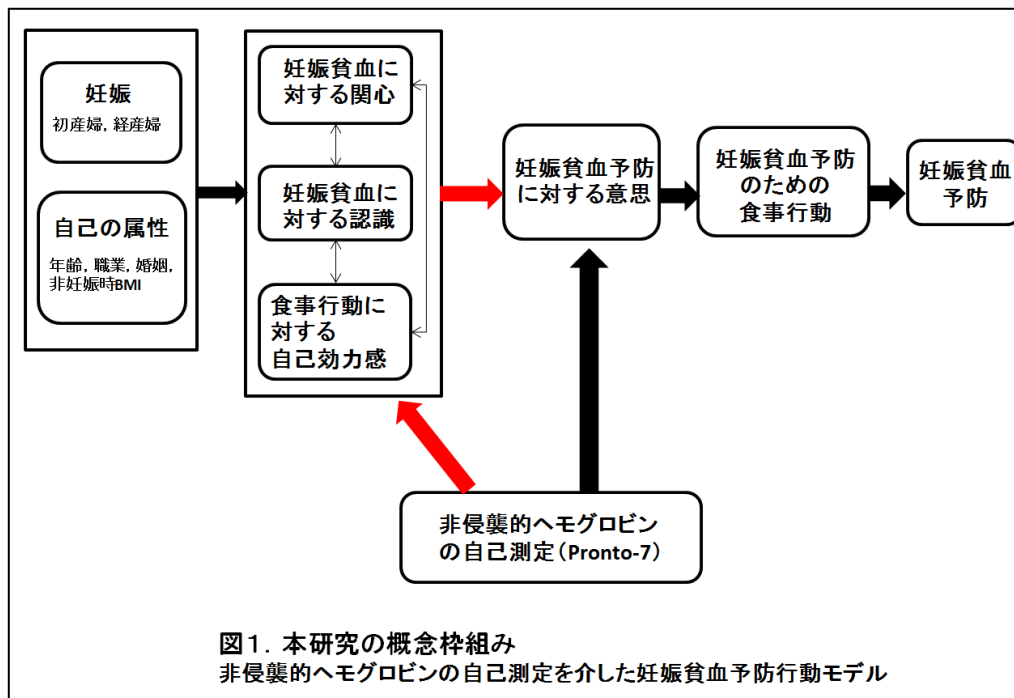 妊娠
初産婦, 経産婦
自己の属性
年齢, 職業, 婚姻,
非妊娠時BMI
妊娠貧血に
対する関心
妊娠貧血に
対する認識
食事行動に
対する
自己効力感
妊娠貧血予防
に対する意思
妊娠貧血予防
のための
食事行動
妊娠貧血
予防
非侵襲的ヘモグロビン
の自己測定(Pronto-7)
図1. 本研究の概念枠組み
非侵襲的ヘモグロビンの自己測定を介した妊娠貧血予防行動モデル